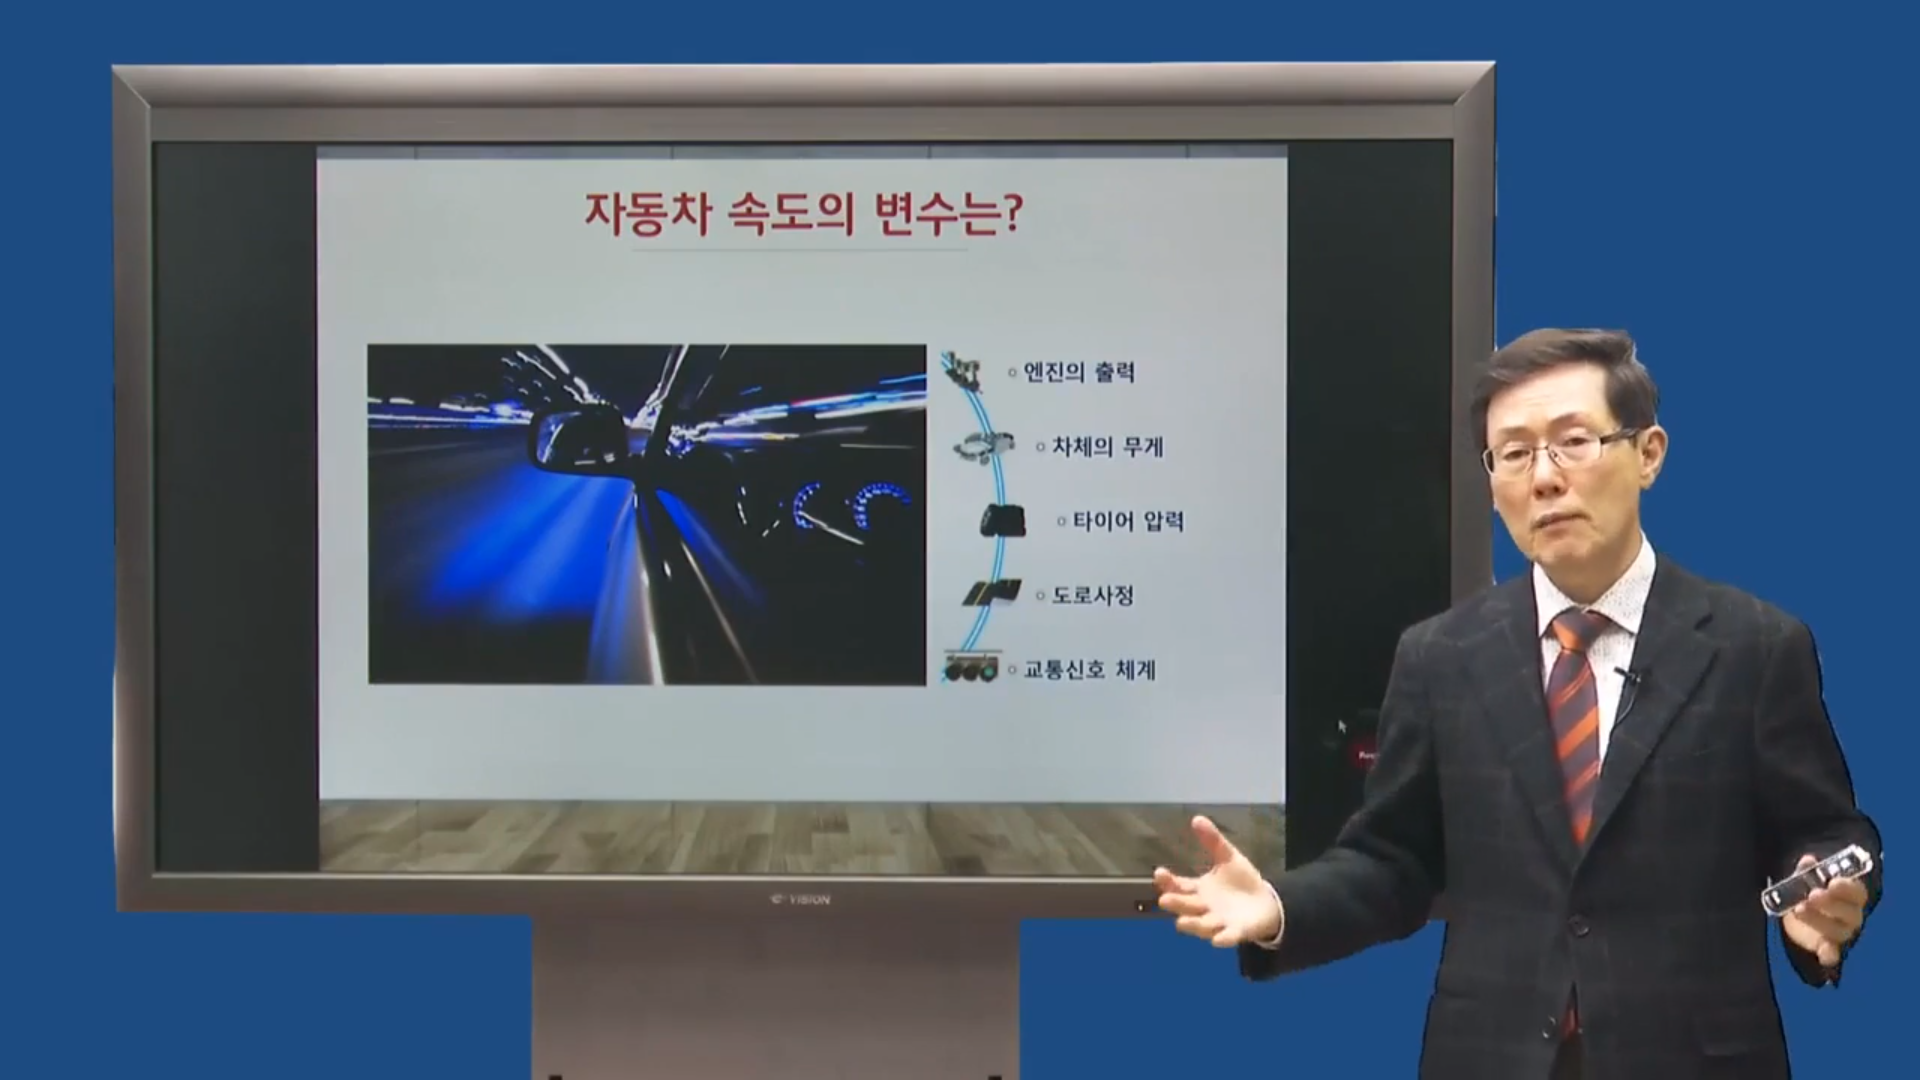 자동차 속도의 변수는?
엔진의 출력
차체의 무게
타이어 압력
도로사정
교통신호 체계
VISION